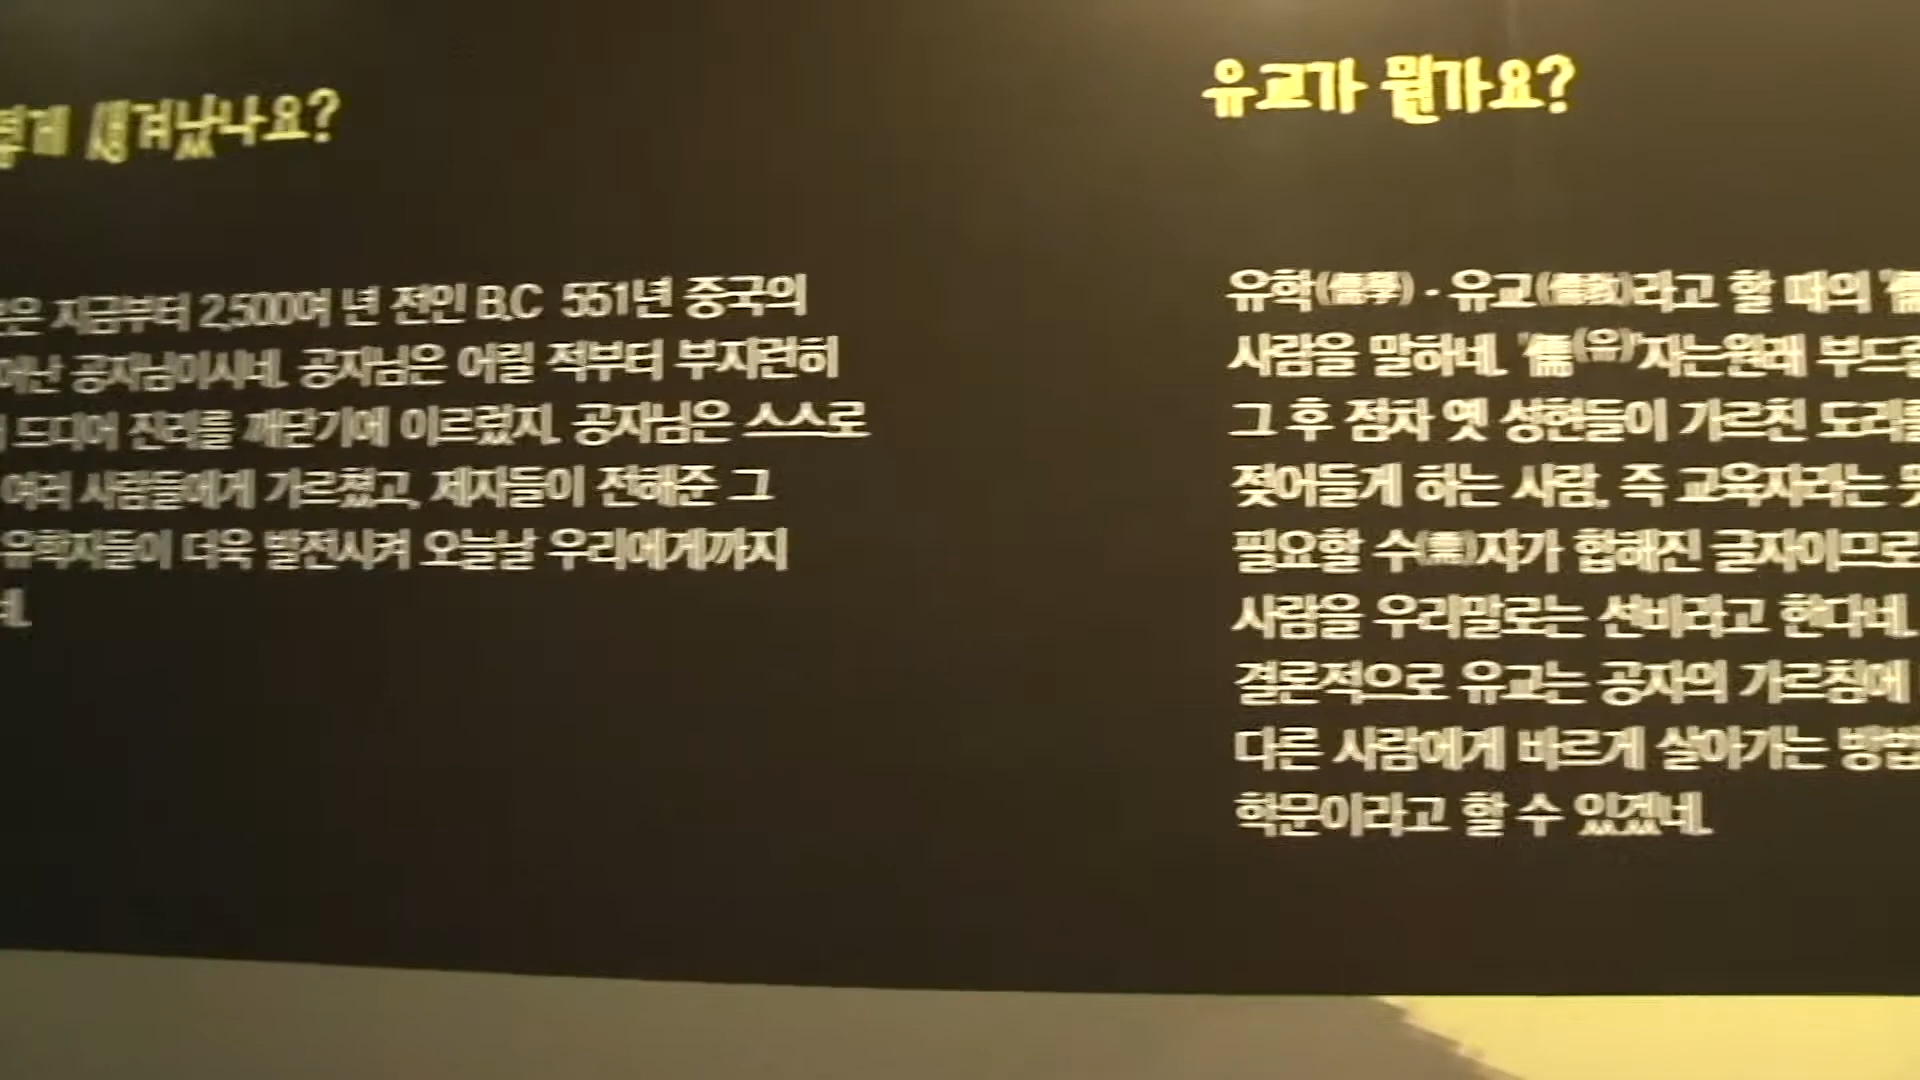 생겨났나요?
지금부터 2,500여 년 전인 B.C 551년 중국의
공자님이시네. 공자님은 어릴 적부터 부지런히
드디어 진리를 깨닫기에 이르렀지. 공자님은 스스로
여러 사람들에게 가르쳤고, 제자들이 전해준 그
유학자들이 더욱 발전시켜 오늘날 우리에게까지
유교가 뭔가요?
유학(儒學)·유교(儒敎)라고 할 때의
사람을 말하네. '儒(유)'자는원래
그 후 점차 옛 성현들이 가르친 도리를
젖어들게 하는 사람, 즉 교육자라는
필요할 수(需)자가 합해진 글자이므로
사람을 우리말로는 선비라고 한다네.
결론적으로 유교는 공자의 가르침에
다른 사람에게 바르게 살아가는 방법
학문이라고 할 수 있겠네.